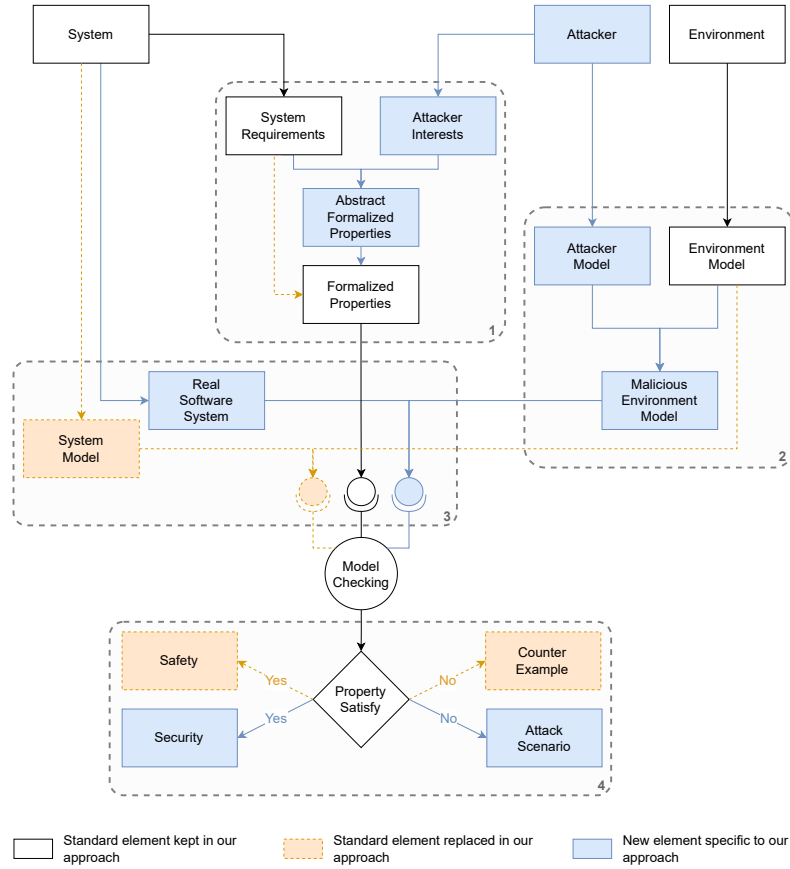 System
Attacker
Environment
System
Requirements
Attacker
Interests
Abstract
Formalized
Properties
Formalized
Properties
1
Attacker
Model
Environment
Model
Malicious
Environment
Model
2
Real
Software
System
System
Model
3
Model
Checking
Safety
Counter
Example
Yes
No
Property
Satisfy
Security
Yes
No
Attack
Scenario
4
Standard element kept in our
approach
Standard element replaced in our
approach
New element specific to our
approach